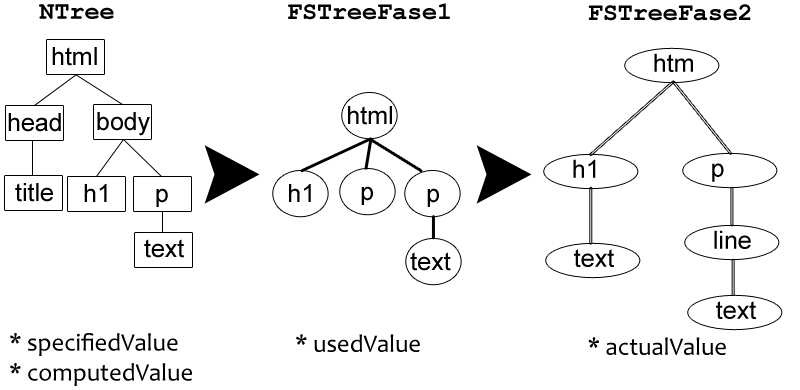 NTree
FSTreeFase1
FSTreeFase2
html
head
body
title
h1
p
text
* specifiedValue
* computedValue
html
h1
p
p
text
* usedValue
htm
h1
p
text
line
text
* actualValue